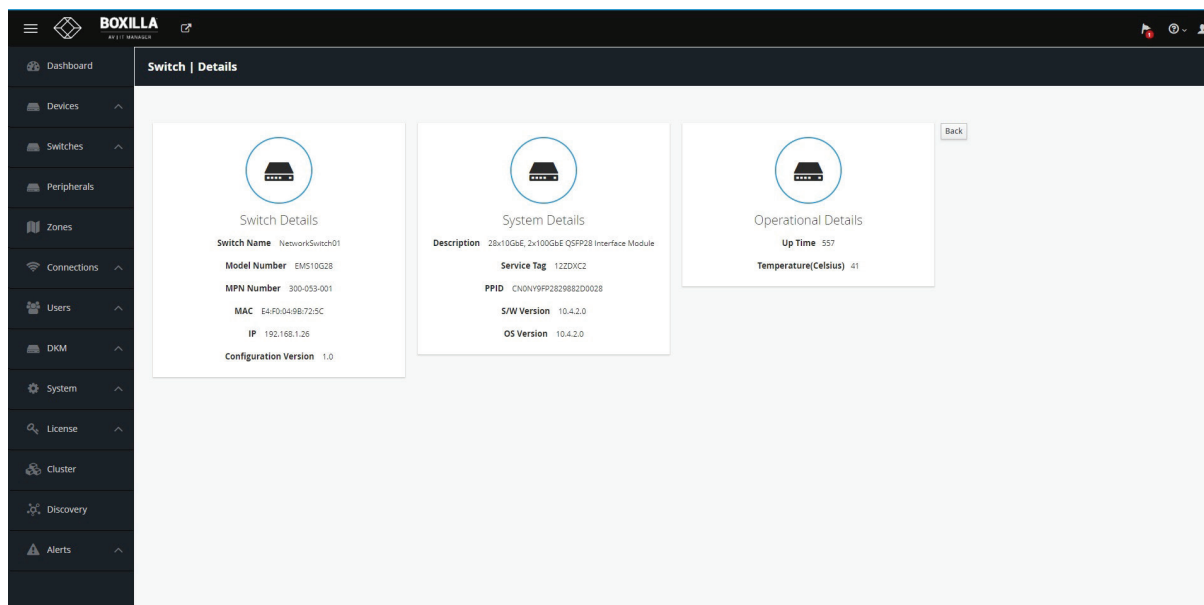 BOXILLA
AV | IT MANAGER
1
Dashboard
Devices
Switches
Peripherals
Zones
Connections
Users
DKM
System
License
Cluster
Discovery
Alerts
Switch | Details
Back
Switch Details
Switch Name NetworkSwitch01
Model Number EMS10G28
MPN Number 300-053-001
MAC E4:F0:04:9B:72:5C
IP 192.168.1.26
Configuration Version 1.0
System Details
Description 28x10GbE, 2x100GbE QSFP28 Interface Module
Service Tag 12ZDXC2
PPID CN0NY9FP2829882D0028
S/W Version 10.4.2.0
OS Version 10.4.2.0
Operational Details
Up Time 557
Temperature(Celsius) 41